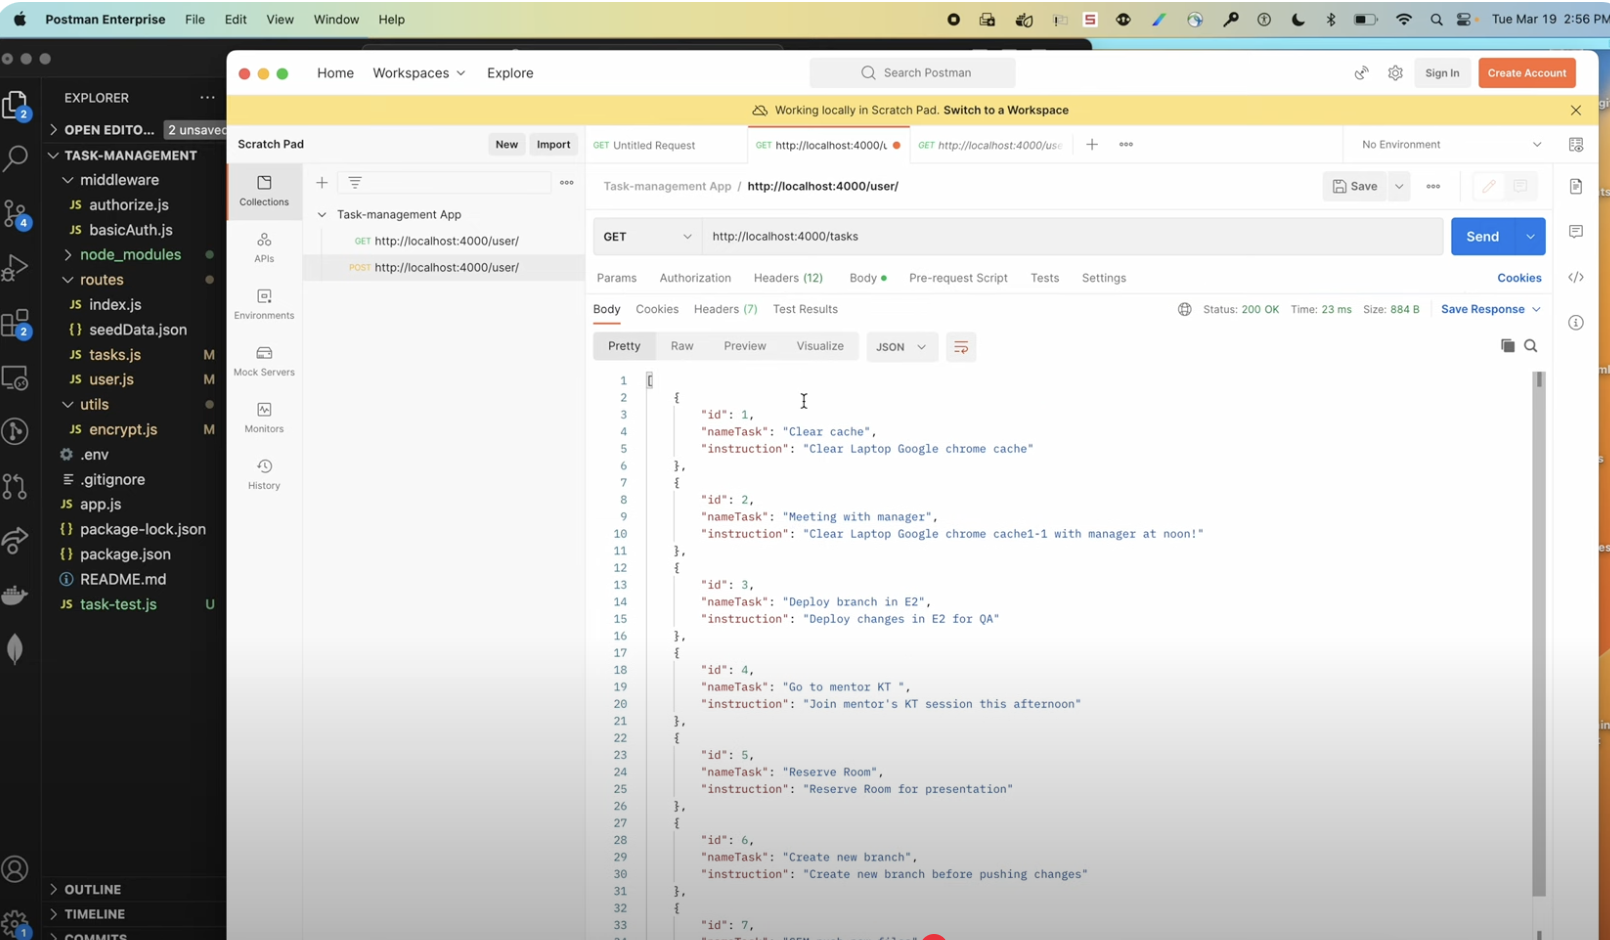 Postman Enterprise File Edit View Window Help
S
Tue Mar 19 2:56 PM
EXPLORER
2
OPEN EDITO... 2 unsaved
TASK-MANAGEMENT
middleware
JS authorize.js
JS basicAuth.js
4
node_modules
routes
JS index.js
{} seedData.json
2
JS tasks.js M
JS user.js M
utils
JS encrypt.js M
.env
.gitignore
JS app.js
{} package-lock.json
{} package.json
README.md
JS task-test.js U
OUTLINE
TIMELINE
1
COMMITS
Home Workspaces Explore
Search Postman
Sign In
Create Account
Working locally in Scratch Pad. Switch to a Workspace
Scratch Pad New Import
GET Untitled Request
GET http://localhost:4000/u
GET http://localhost:4000/use
No Environment
Collections
APIs
Environments
Mock Servers
Monitors
History
Task-management App
GET http://localhost:4000/user/
POST http://localhost:4000/user/
Task-management App / http://localhost:4000/user/
Save
GET http://localhost:4000/tasks Send
Params Authorization Headers (12) Body Pre-request Script Tests Settings Cookies
Body Cookies Headers (7) Test Results Status: 200 OK Time: 23 ms Size: 884 B Save Response
Pretty Raw Preview Visualize JSON
1 [
2 {
3 "id": 1,
4 "nameTask": "Clear cache",
5 "instruction": "Clear Laptop Google chrome cache"
6 },
7 {
8 "id": 2,
9 "nameTask": "Meeting with manager",
10 "instruction": "Clear Laptop Google chrome cache1-1 with manager at noon!"
11 },
12 {
13 "id": 3,
14 "nameTask": "Deploy branch in E2",
15 "instruction": "Deploy changes in E2 for QA"
16 },
17 {
18 "id": 4,
19 "nameTask": "Go to mentor KT ",
20 "instruction": "Join mentor's KT session this afternoon"
21 },
22 {
23 "id": 5,
24 "nameTask": "Reserve Room",
25 "instruction": "Reserve Room for presentation"
26 },
27 {
28 "id": 6,
29 "nameTask": "Create new branch",
30 "instruction": "Create new branch before pushing changes"
31 },
32 {
33 "id": 7,